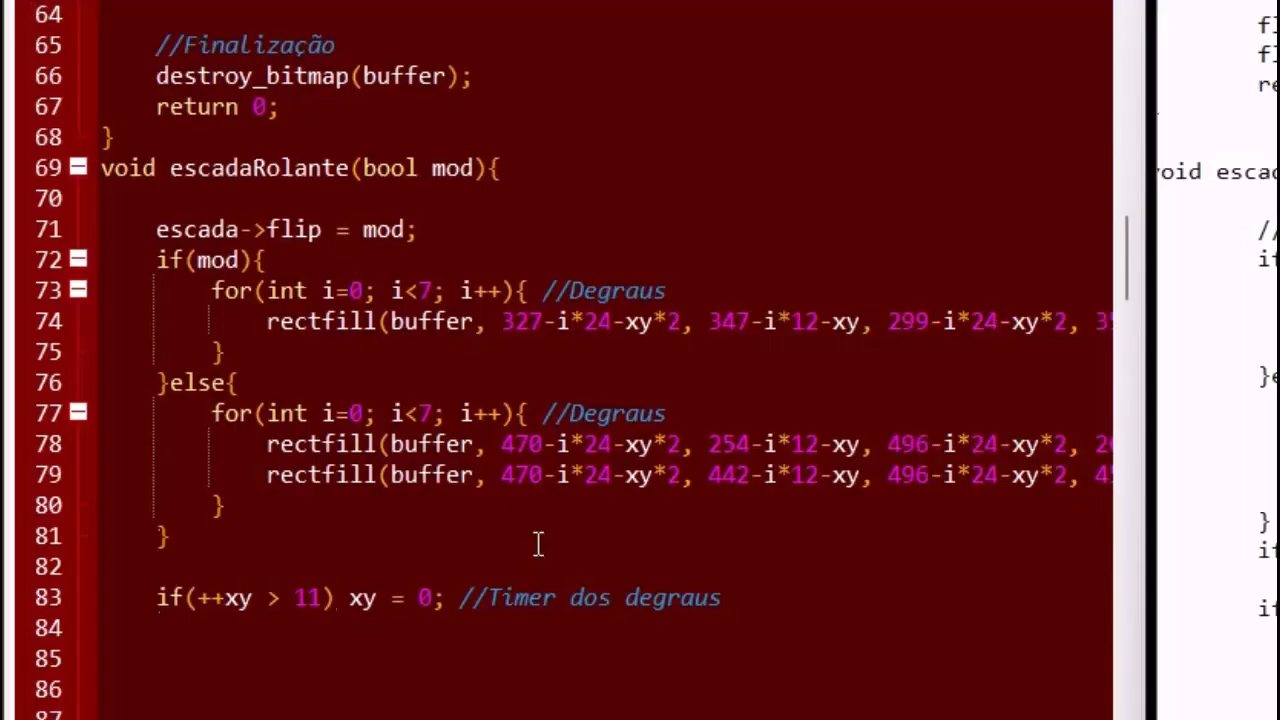 64
65 //Finalização
66 destroy_bitmap(buffer);
67 return 0;
68 }
69 void escadaRolante(bool mod){
70
71 escada->flip = mod;
72 if(mod){
73 for(int i=0; i<7; i++){ //Degraus
74 rectfill(buffer, 327-i*24-xy*2, 347-i*12-xy, 299-i*24-xy*2,
75 }
76 }else{
77 for(int i=0; i<7; i++){ //Degraus
78 rectfill(buffer, 470-i*24-xy*2, 254-i*12-xy, 496-i*24-xy*2,
79 rectfill(buffer, 470-i*24-xy*2, 442-i*12-xy, 496-i*24-xy*2,
80 }
81 }
82
83 if(++xy > 11) xy = 0; //Timer dos degraus
84
85
86
87
//
}